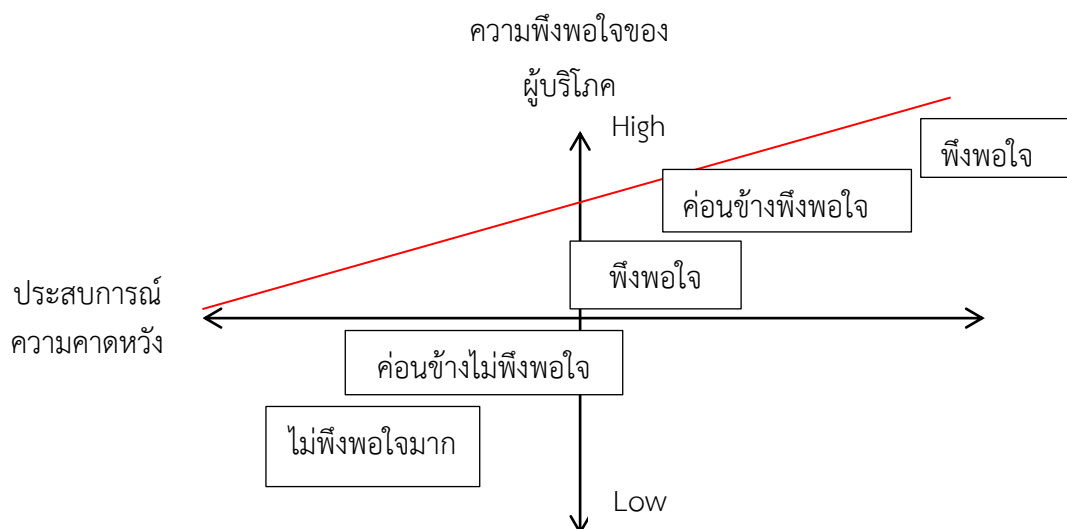 ความพึงพอใจของ
ผู้บริโภค
High
พึงพอใจ
ค่อนข้างพึงพอใจ
พึงพอใจ
ประสบการณ์
ความคาดหวัง
ค่อนข้างไม่พึงพอใจ
ไม่พึงพอใจมาก
Low